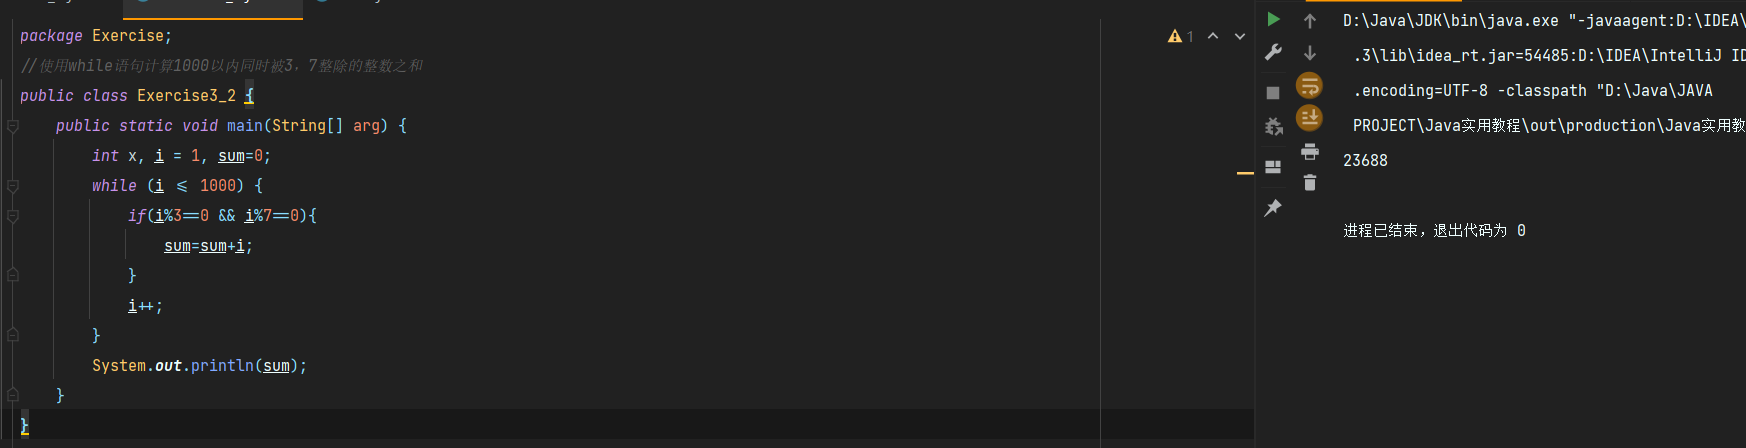 package Exercise;
//使用while语句计算1000以内同时被3，7整除的整数之和
public class Exercise3_2 {
public static void main(String[] arg) {
int x, i = 1, sum=0;
while (i <= 1000) {
if(i%3==0 && i%7==0){
sum=sum+i;
}
i++;
}
System.out.println(sum);
}
}
1
D:\Java\JDK\bin\java.exe "-javaagent:D:\IDEA\
.3\lib\idea_rt.jar=54485:D:\IDEA\IntelliJ ID
.encoding=UTF-8 -classpath "D:\Java\JAVA
PROJECT\Java实用教程\out\production\Java实用教
23688
进程已结束，退出代码为 0